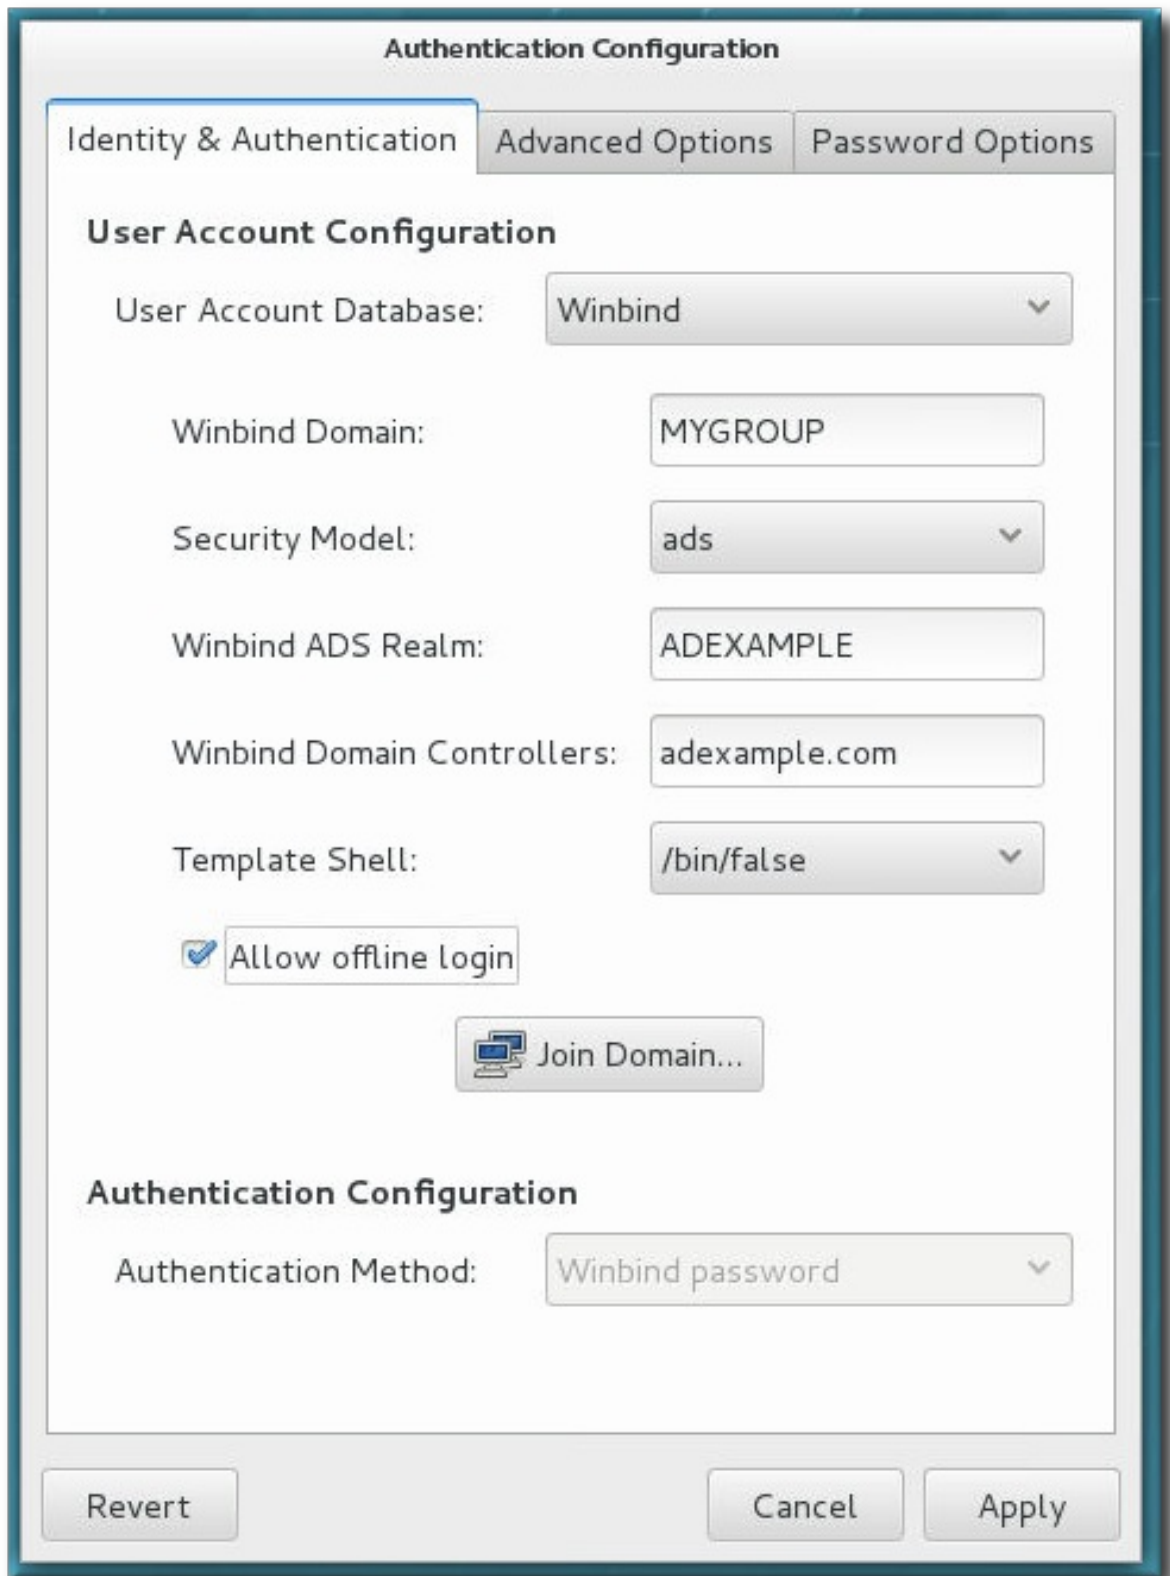 Authentication Configuration
Identity & Authentication Advanced Options Password Options
User Account Configuration
User Account Database: Winbind
Winbind Domain: MYGROUP
Security Model: ads
Winbind ADS Realm: ADEXAMPLE
Winbind Domain Controllers: adexample.com
Template Shell: /bin/false
Allow offline login
Join Domain...
Authentication Configuration
Authentication Method: Winbind password
Revert Cancel Apply